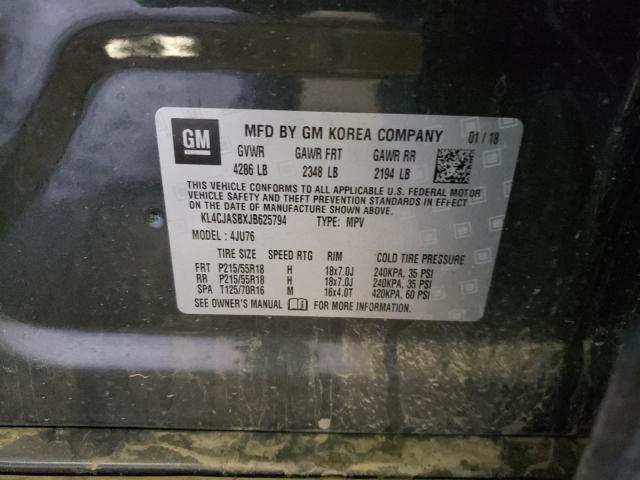 GM
MFD BY GM KOREA COMPANY 01 / 18
GVWR GAWR FRT GAWR RR
4286 LB 2348 LB 2194 LB
THIS VEHICLE CONFORMS TO ALL APPLICABLE U.S. FEDERAL MOTOR
VEHICLE SAFETY AND THEFT PREVENTION STANDARDS IN EFFECT
ON THE DATE OF MANUFACTURE SHOWN ABOVE.
KL4CJASBXJB625794 TYPE: MPV
MODEL: 4JU76
TIRE SIZE SPEED RTG RIM COLD TIRE PRESSURE
FRT P215/55R18 H 18x7.0J 240KPA, 35 PSI
RR P215/55R18 H 18x7.0J 240KPA, 35 PSI
SPA T125/70R16 M 16x4.0T 420KPA, 60 PSI
SEE OWNER'S MANUAL FOR MORE INFORMATION.